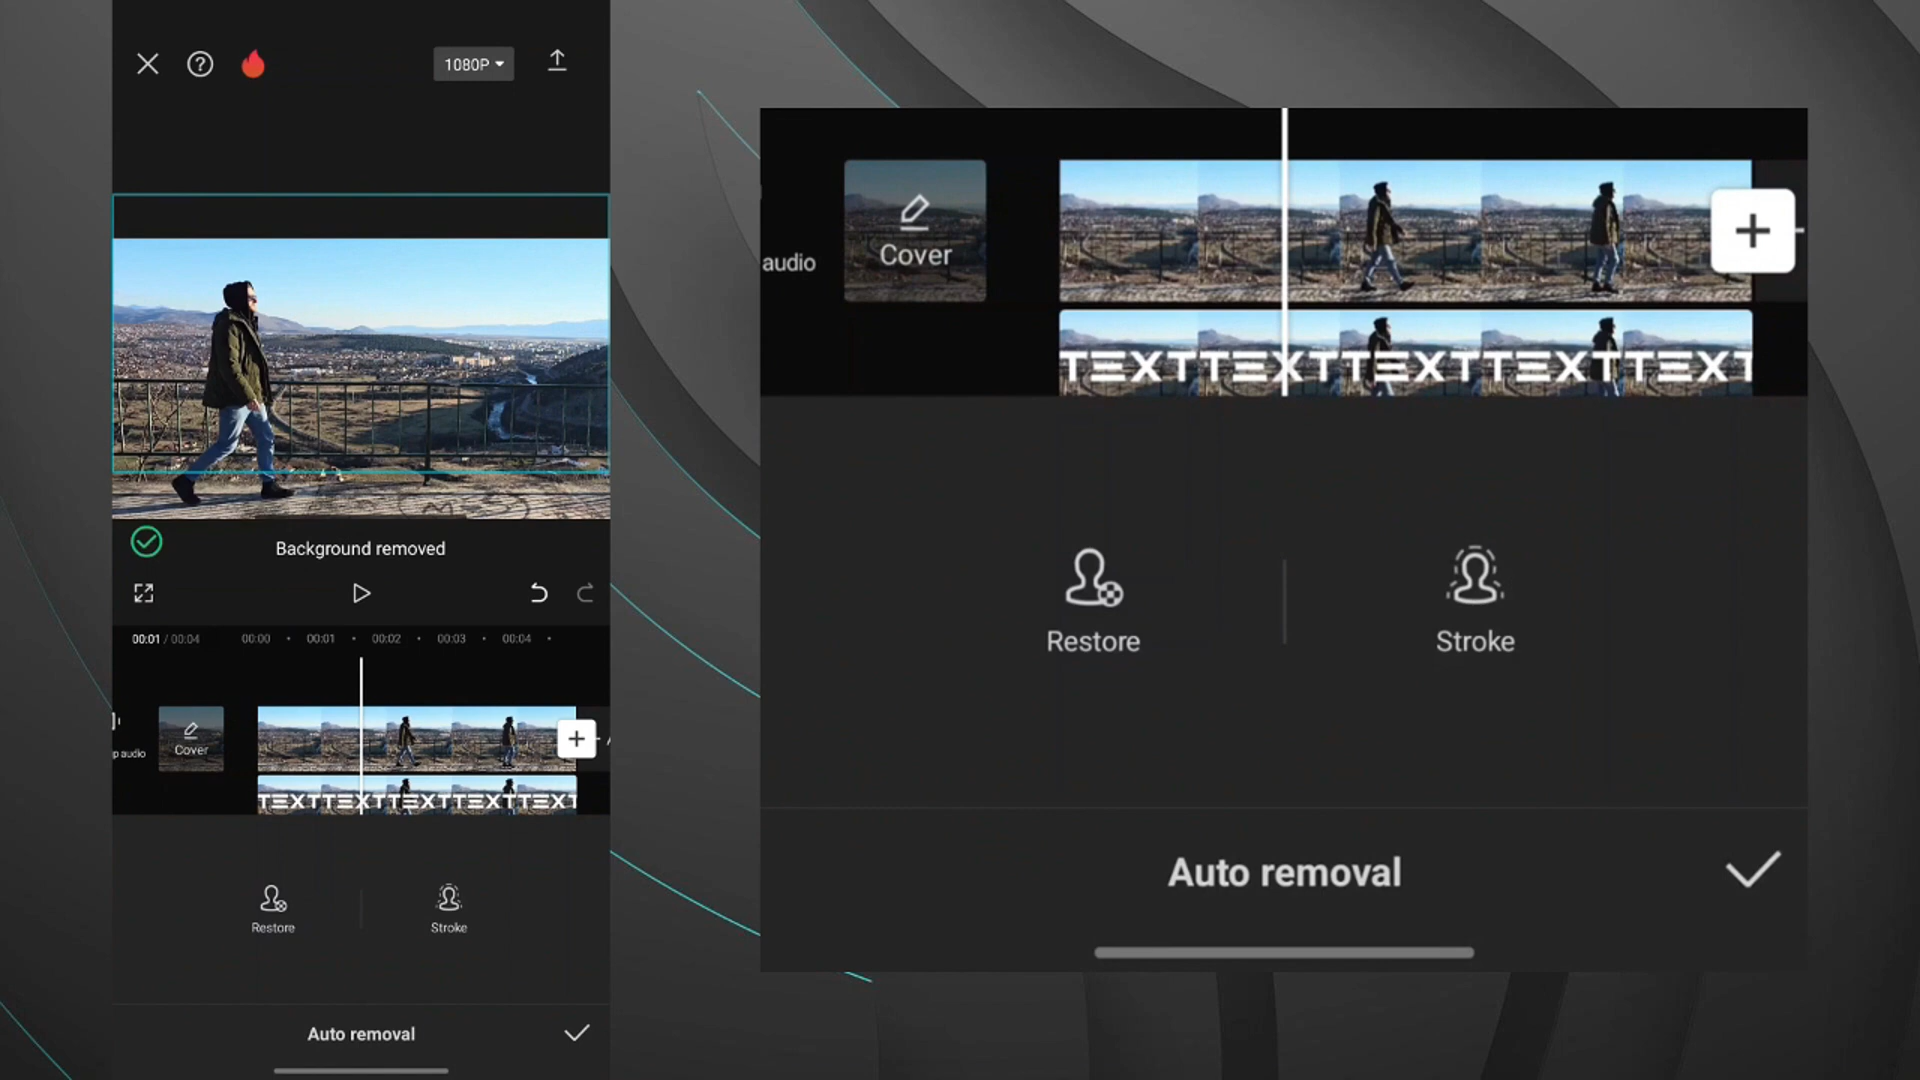 1080P
Background removed
00:01 / 00:04
00:00
00:01
00:02
00:03
00:04
p audio
Cover
TEXTTEXTTEXTTEXTTEXT
Restore
Stroke
Auto removal
audio
Cover
TEXTTEXTTEXTTEXTTEXT
Restore
Stroke
Auto removal